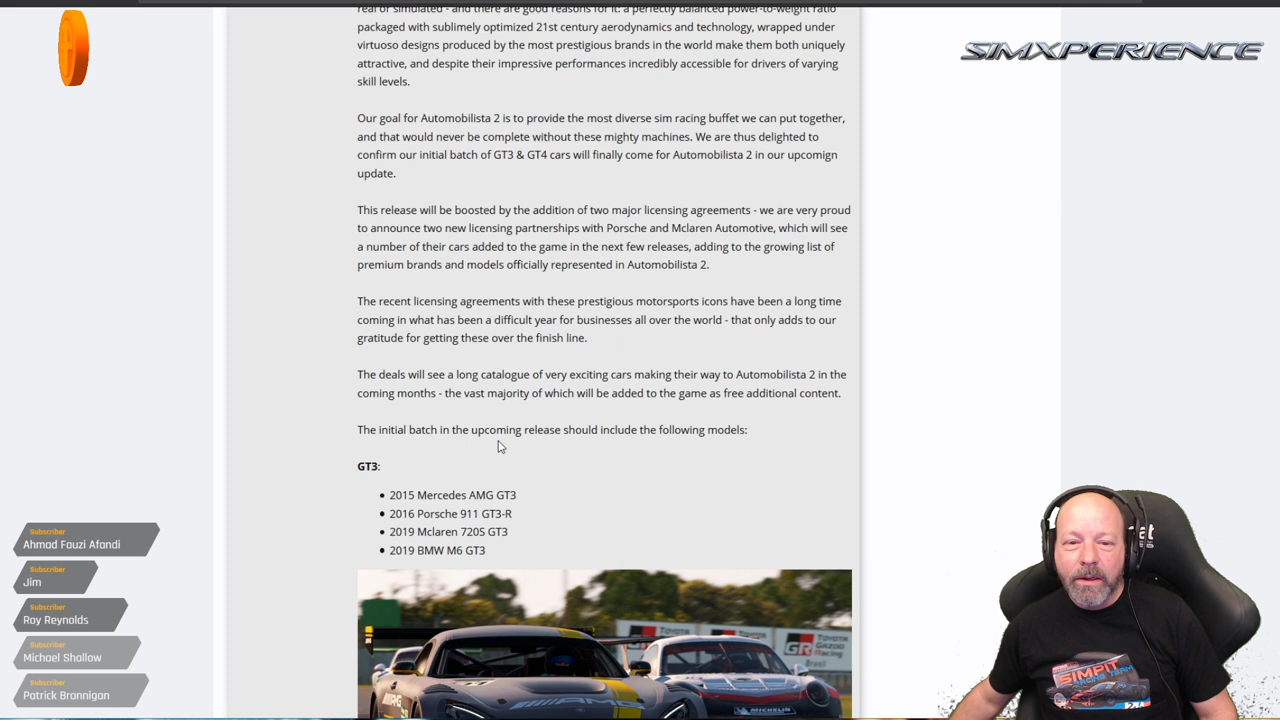 real or simulated - and there are good reasons for it: a perfectly balanced power-to-weight ratio
packaged with sublimely optimized 21st century aerodynamics and technology, wrapped under
virtuoso designs produced by the most prestigious brands in the world make them both uniquely
attractive, and despite their impressive performances incredibly accessible for drivers of varying
skill levels.
SIMXPERIENCE
Our goal for Automobilista 2 is to provide the most diverse sim racing buffet we can put together,
and that would never be complete without these mighty machines. We are thus delighted to
confirm our initial batch of GT3 & GT4 cars will finally come for Automobilista 2 in our upcomign
update.
This release will be boosted by the addition of two major licensing agreements - we are very proud
to announce two new licensing partnerships with Porsche and Mclaren Automotive, which will see
a number of their cars added to the game in the next few releases, adding to the growing list of
premium brands and models officially represented in Automobilista 2.
The recent licensing agreements with these prestigious motorsports icons have been a long time
coming in what has been a difficult year for businesses all over the world - that only adds to our
gratitude for getting these over the finish line.
The deals will see a long catalogue of very exciting cars making their way to Automobilista 2 in the
coming months - the vast majority of which will be added to the game as free additional content.
The initial batch in the upcoming release should include the following models:
GT3:
• 2015 Mercedes AMG GT3
• 2016 Porsche 911 GT3-R
• 2019 Mclaren 720S GT3
• 2019 BMW M6 GT3
Subscriber
Ahmad Fauzi Afandi
Subscriber
Jim
Subscriber
Roy Reynolds
Subscriber
Michael Shallow
Subscriber
Patrick Brannigan
TOYOTA
TOYOTA
GR
TOYOTA
GAZOO
Racing
Brasil
AMG
MICHELIN
SIMPIT